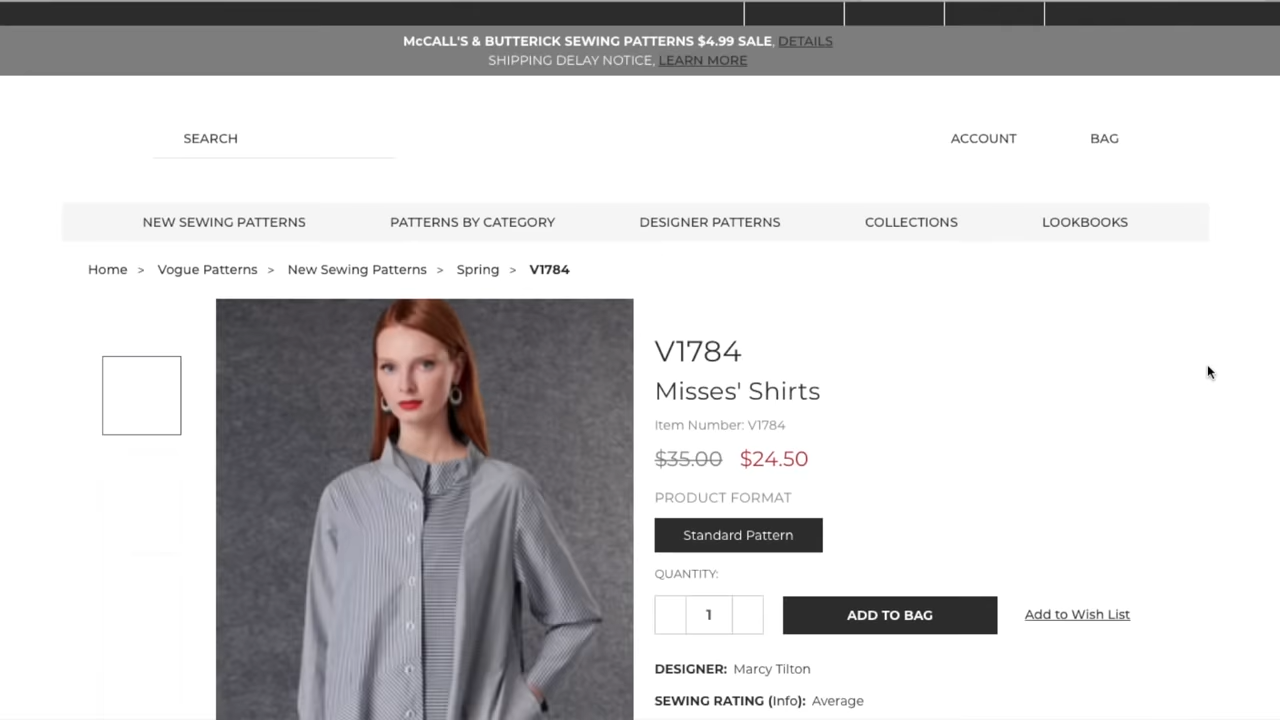 McCALL'S & BUTTERICK SEWING PATTERNS $4.99 SALE, DETAILS
SHIPPING DELAY NOTICE, LEARN MORE
SEARCH
ACCOUNT
BAG
NEW SEWING PATTERNS
PATTERNS BY CATEGORY
DESIGNER PATTERNS
COLLECTIONS
LOOKBOOKS
Home > Vogue Patterns > New Sewing Patterns > Spring > V1784
V1784
Misses' Shirts
Item Number: V1784
$35.00 $24.50
PRODUCT FORMAT
Standard Pattern
QUANTITY:
1
ADD TO BAG
Add to Wish List
DESIGNER: Marcy Tilton
SEWING RATING (Info): Average